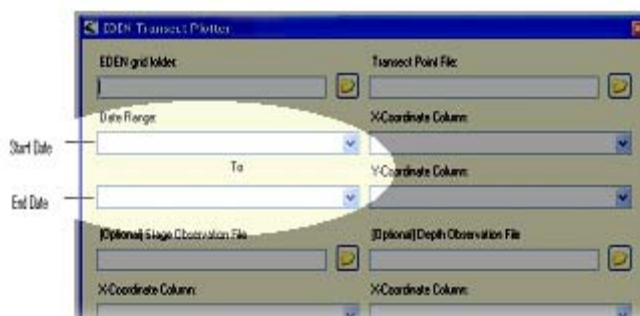 EDEN Transect Plotter
EDEN grid folder:
Transect Point File:
Date Range:
X-Coordinate Column:
Start Date
To
Y-Coordinate Column:
End Date
[Optional] Stage Observation File
[Optional] Depth Observation File
X-Coordinate Column:
X-Coordinate Column: